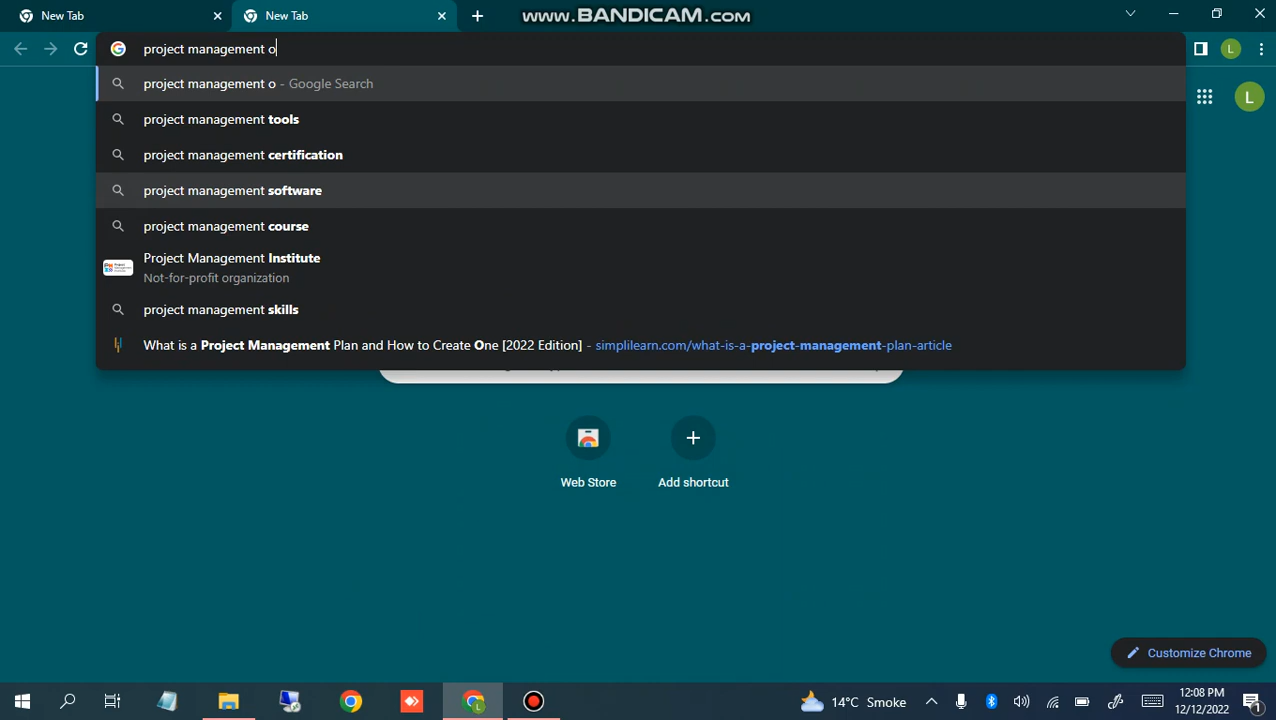 New Tab
New Tab
www.BANDICAM.com
project management o
project management o - Google Search
project management tools
project management certification
project management software
project management course
Project Management Institute
Not-for-profit organization
project management skills
What is a Project Management Plan and How to Create One [2022 Edition] - simplilearn.com/what-is-a-project-management-plan-article
L
Web Store
Add shortcut
Customize Chrome
14°C Smoke
12:08 PM
12/12/2022
1